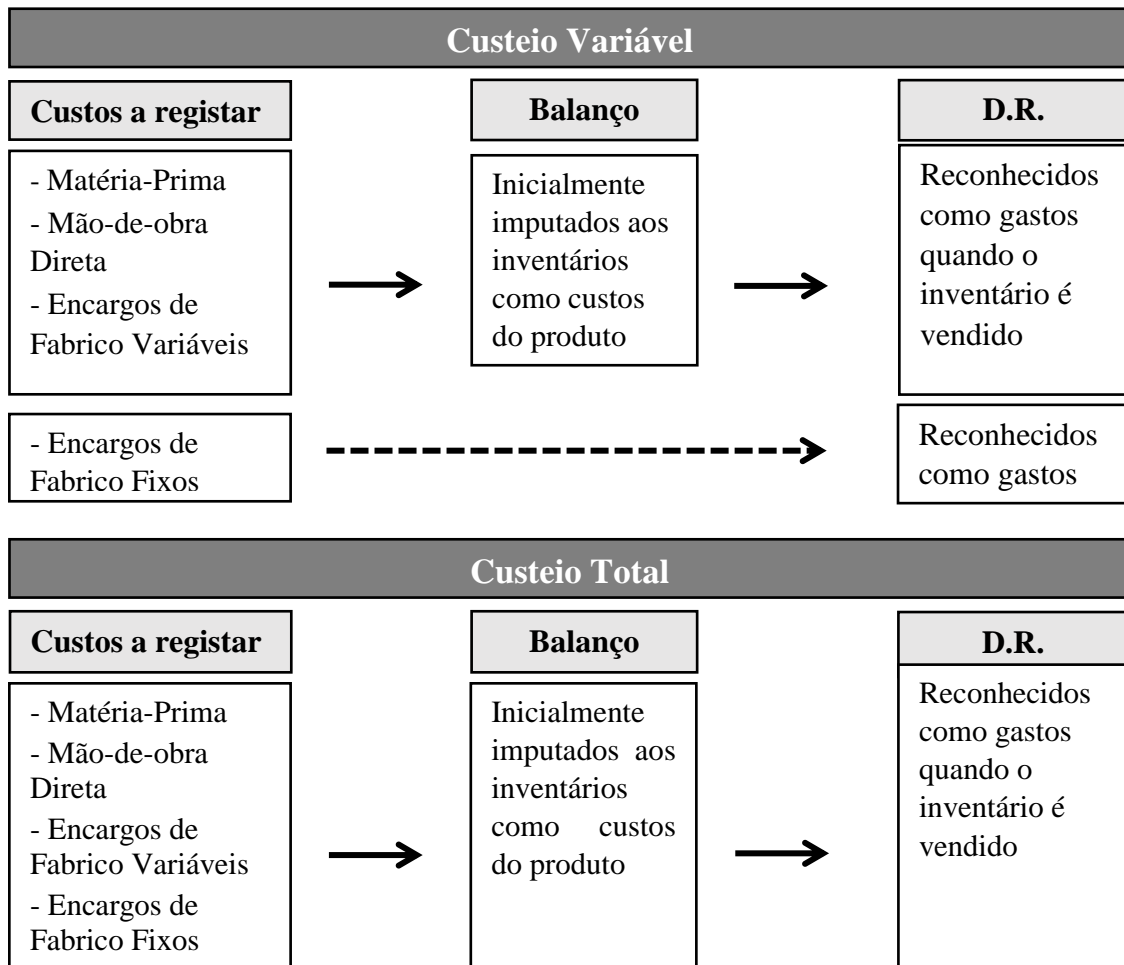 Custeio Variável
Custos a registar
Balanço
D.R.
- Matéria-Prima
- Mão-de-obra
Direta
- Encargos de
Fabrico Variáveis
Inicialmente
imputados aos
inventários
como custos
do produto
Reconhecidos
como gastos
quando o
inventário é
vendido
- Encargos de
Fabrico Fixos
Reconhecidos
como gastos
Custeio Total
Custos a registar
Balanço
D.R.
- Matéria-Prima
- Mão-de-obra
Direta
- Encargos de
Fabrico Variáveis
- Encargos de
Fabrico Fixos
Inicialmente
imputados aos
inventários
como custos
do produto
Reconhecidos
como gastos
quando o
inventário é
vendido